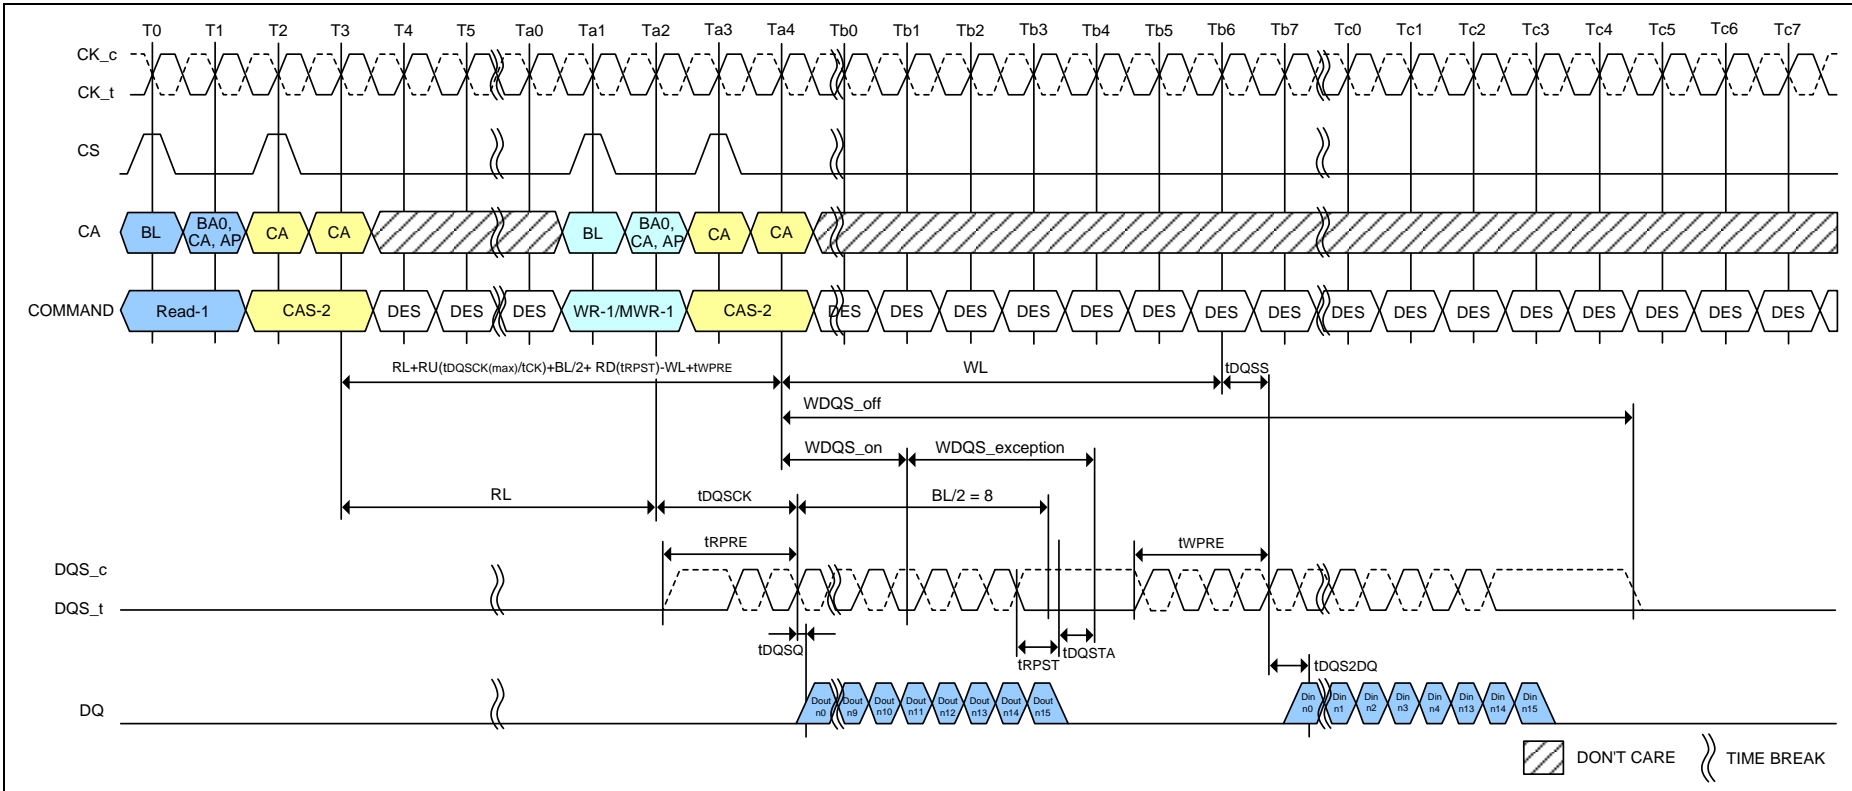 T0 T1 T2 T3 T4 T5 Ta0 Ta1 Ta2 Ta3 Ta4 Tb0 Tb1 Tb2 Tb3 Tb4 Tb5 Tb6 Tb7 Tc0 Tc1 Tc2 Tc3 Tc4 Tc5 Tc6 Tc7
CK_c
CK_t
CS
CA BL BA0, CA, AP CA CA BL BA0, CA, AP CA CA
COMMAND Read-1 CAS-2 DES DES DES WR-1/MWR-1 CAS-2 DES DES DES DES DES DES DES DES DES DES DES DES DES DES DES DES
RL+RU(tDQSCK(max)/tCK)+BL/2+ RD(tRPST)-WL+tWPRE WL tDQSS
WDQS_off
WDQS_on WDQS_exception
RL tDQSCK BL/2 = 8
tRPRE tWPRE
DQS_c
DQS_t
tDQSQ tRPST tDQSTA tDQS2DQ
DQ Dout n0 Dout n9 Dout n10 Dout n11 Dout n12 Dout n13 Dout n14 Dout n15 Din n0 Din n1 Din n2 Din n3 Din n4 Din n13 Din n14 Din n15
DON'T CARE TIME BREAK